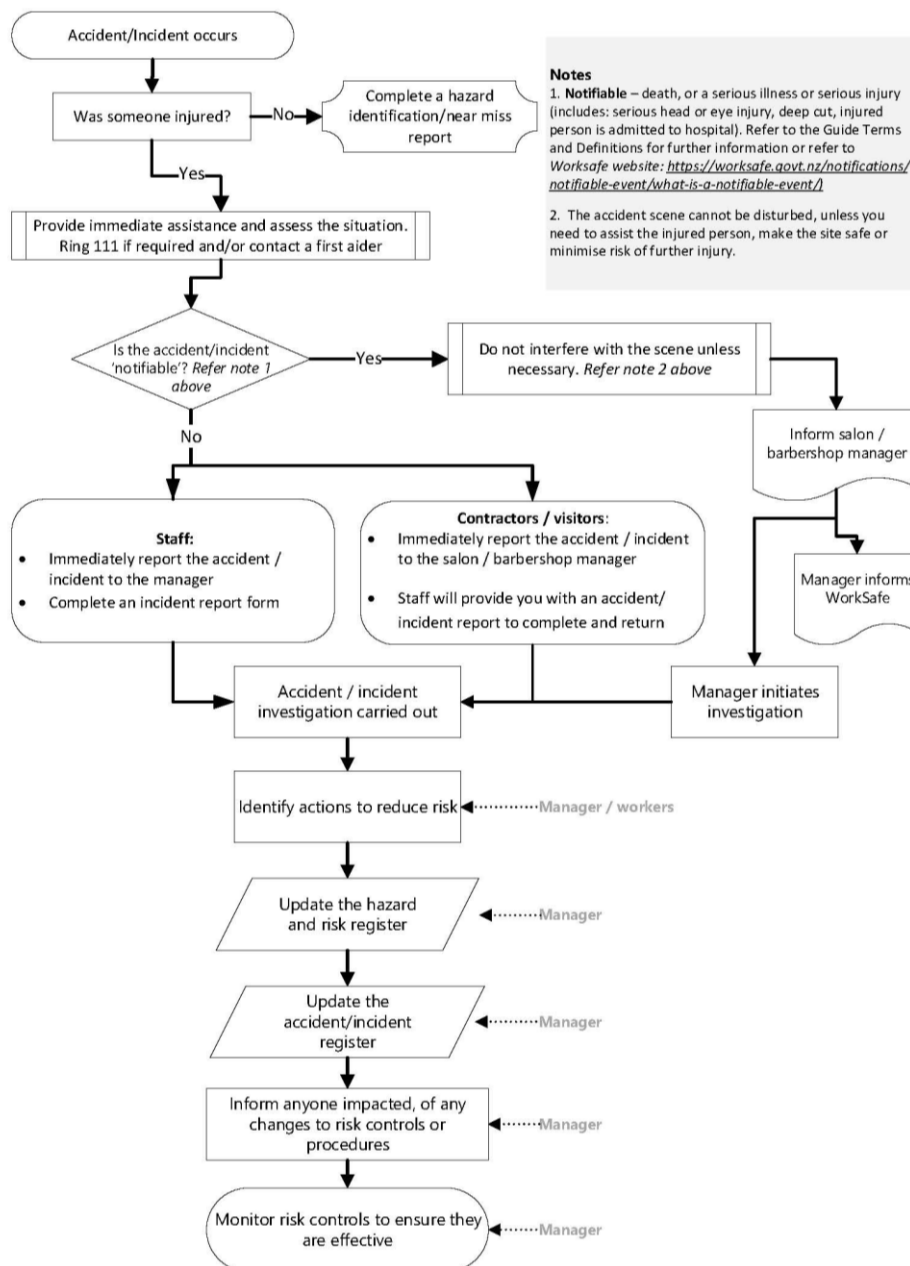 Accident/Incident occurs
Was someone injured?
No
Complete a hazard
identification/near miss
report
Notes
1. Notifiable – death, or a serious illness or serious injury
(includes: serious head or eye injury, deep cut, injured
person is admitted to hospital). Refer to the Guide Terms
and Definitions for further information or refer to
Worksafe website: https://worksafe.govt.nz/notifications/
notifiable-event/what-is-a-notifiable-event/)
2. The accident scene cannot be disturbed, unless you
need to assist the injured person, make the site safe or
minimise risk of further injury.
Yes
Provide immediate assistance and assess the situation.
Ring 111 if required and/or contact a first aider
Is the accident/incident
'notifiable'? Refer note 1
above
Yes
Do not interfere with the scene unless
necessary. Refer note 2 above
Inform salon /
barbershop manager
No
Staff:
• Immediately report the accident /
incident to the manager
• Complete an incident report form
Contractors / visitors:
• Immediately report the accident / incident
to the salon / barbershop manager
• Staff will provide you with an accident/
incident report to complete and return
Manager informs
WorkSafe
Accident / incident
investigation carried out
Manager initiates
investigation
Identify actions to reduce risk
Manager / workers
Update the hazard
and risk register
Manager
Update the
accident/incident
register
Manager
Inform anyone impacted, of any
changes to risk controls or
procedures
Manager
Monitor risk controls to ensure they
are effective
Manager